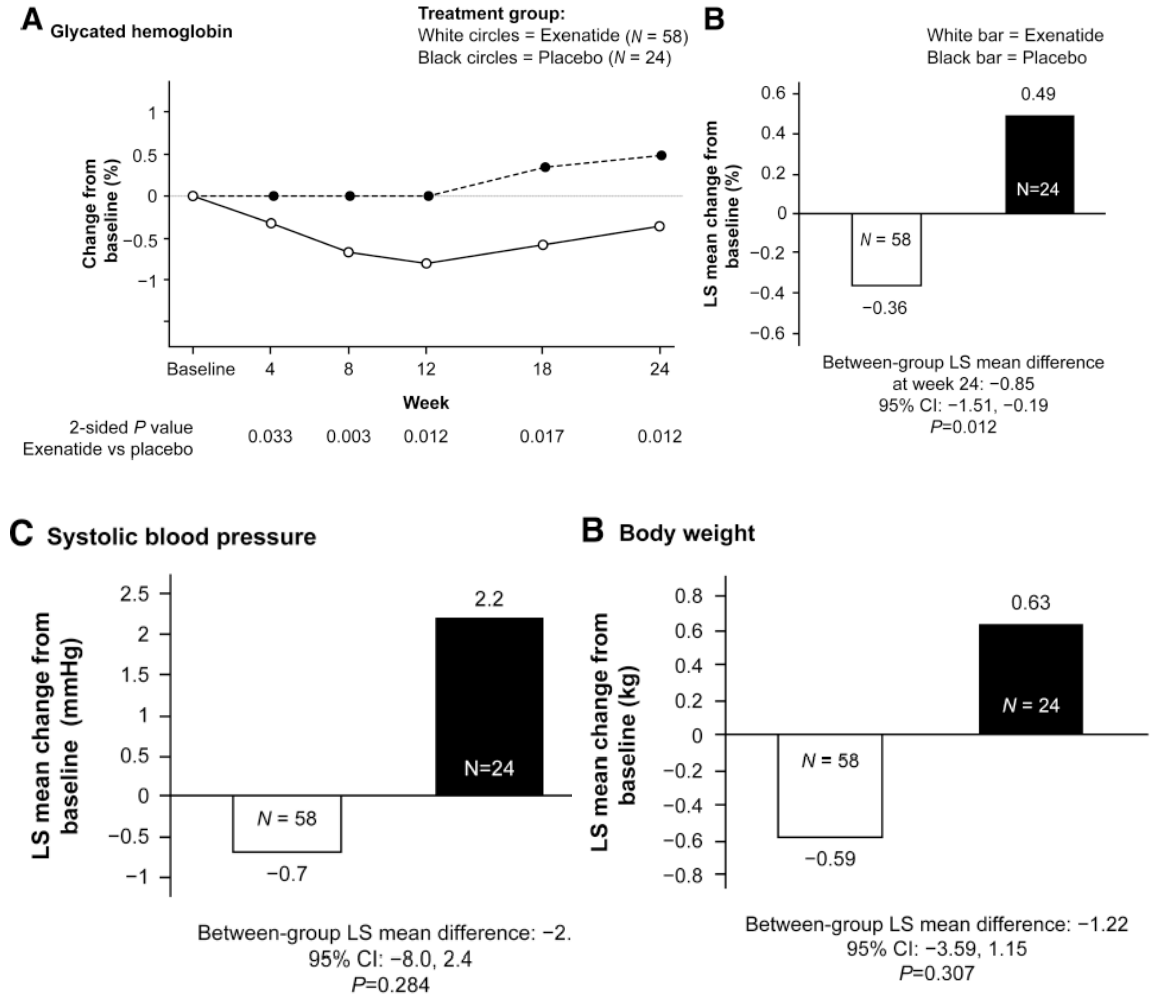 A Glycated hemoglobin
Treatment group:
White circles = Exenatide (N = 58)
Black circles = Placebo (N = 24)
Change from
baseline (%)
1
0.5
0
−0.5
−1
Baseline 4 8 12 18 24
Week
2-sided P value
Exenatide vs placebo
0.033 0.003 0.012 0.017 0.012
B
White bar = Exenatide
Black bar = Placebo
LS mean change from
baseline (%)
0.6
0.4
0.2
0
−0.2
−0.4
−0.6
0.49
N=24
N = 58
−0.36
Between-group LS mean difference
at week 24: −0.85
95% CI: −1.51, −0.19
P=0.012
C Systolic blood pressure
LS mean change from
baseline (mmHg)
2.5
2
1.5
1
0.5
0
−0.5
−1
2.2
N=24
N = 58
−0.7
Between-group LS mean difference: −2.
95% CI: −8.0, 2.4
P=0.284
B Body weight
LS mean change from
baseline (kg)
0.8
0.6
0.4
0.2
0
−0.2
−0.4
−0.6
−0.8
0.63
N = 24
N = 58
−0.59
Between-group LS mean difference: −1.22
95% CI: −3.59, 1.15
P=0.307